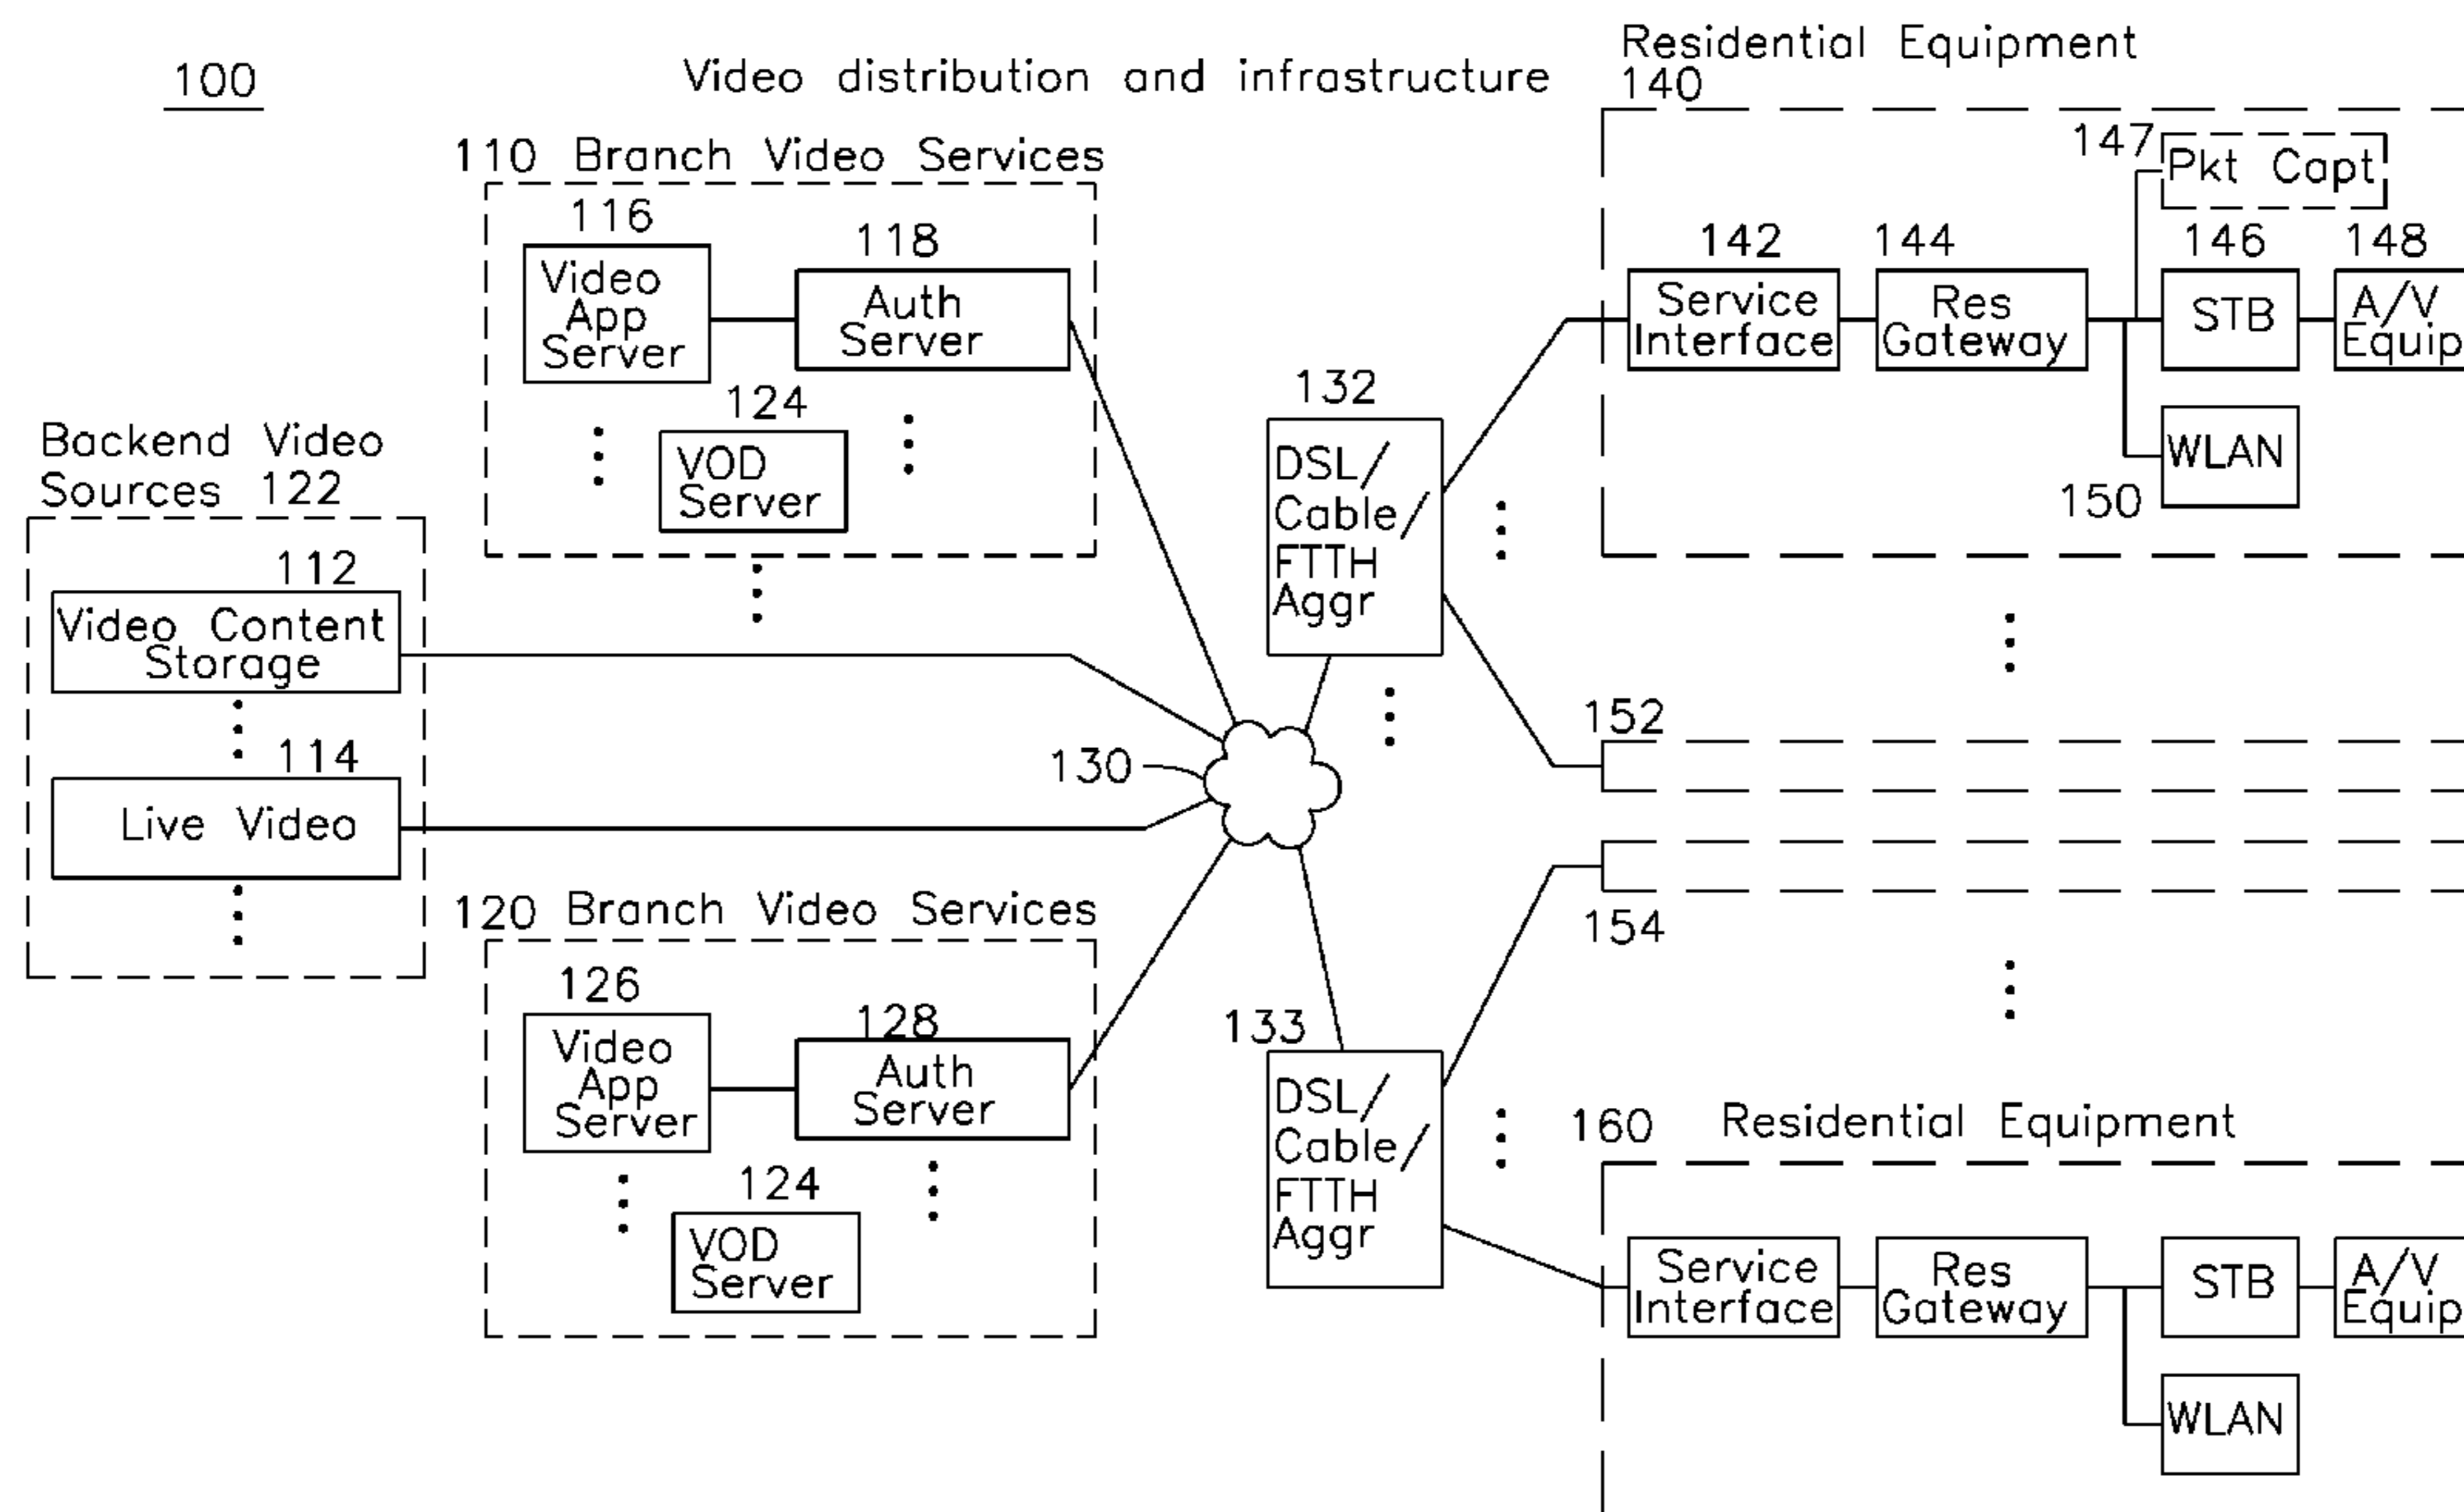 100
Video distribution and infrastructure
Residential Equipment
140
110 Branch Video Services
116
Video
App
Server
118
Auth
Server
124
VOD
Server
Backend Video
Sources 122
112
Video Content
Storage
114
Live Video
120 Branch Video Services
126
Video
App
Server
128
Auth
Server
124
VOD
Server
130
132
DSL/
Cable/
FTTH
Aggr
133
DSL/
Cable/
FTTH
Aggr
147
Pkt Capt
142
Service
Interface
144
Res
Gateway
146
STB
148
A/V
Equip
WLAN
150
152
154
160 Residential Equipment
Service
Interface
Res
Gateway
STB
A/V
Equip
WLAN